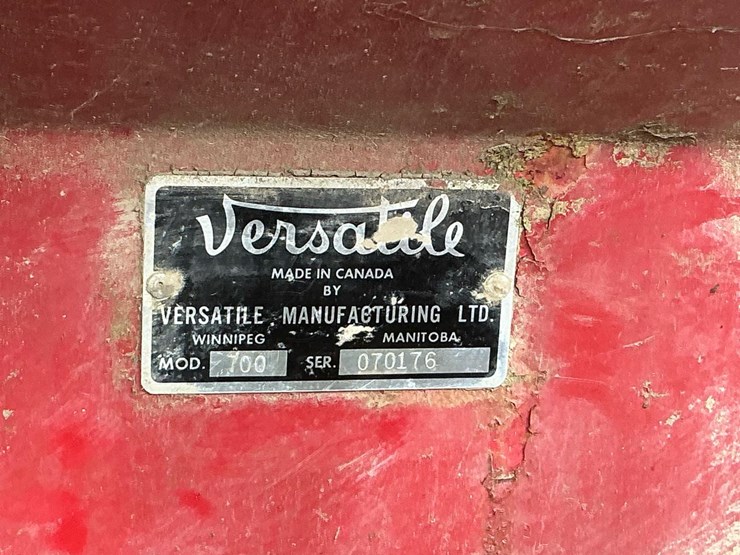 Versatile
MADE IN CANADA
BY
VERSATILE MANUFACTURING LTD.
WINNIPEG MANITOBA
MOD. 700 SER. 070176